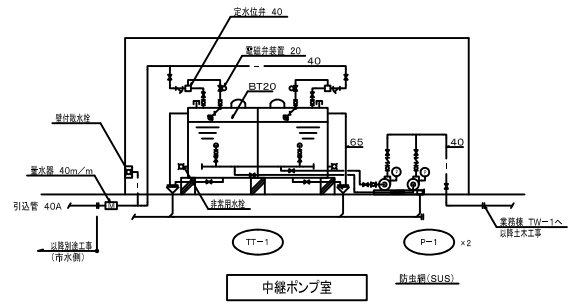 定水位弁 40
電磁弁装置 20
40
BT20
壁付散水栓
65
40
量水器 40m/m
引込管 40A
M
非常用水栓
業務棟 TW-1へ
以降土木工事
以降別途工事
(市水側)
TT-1
P-1 ×2
中継ポンプ室
防虫網(SUS)